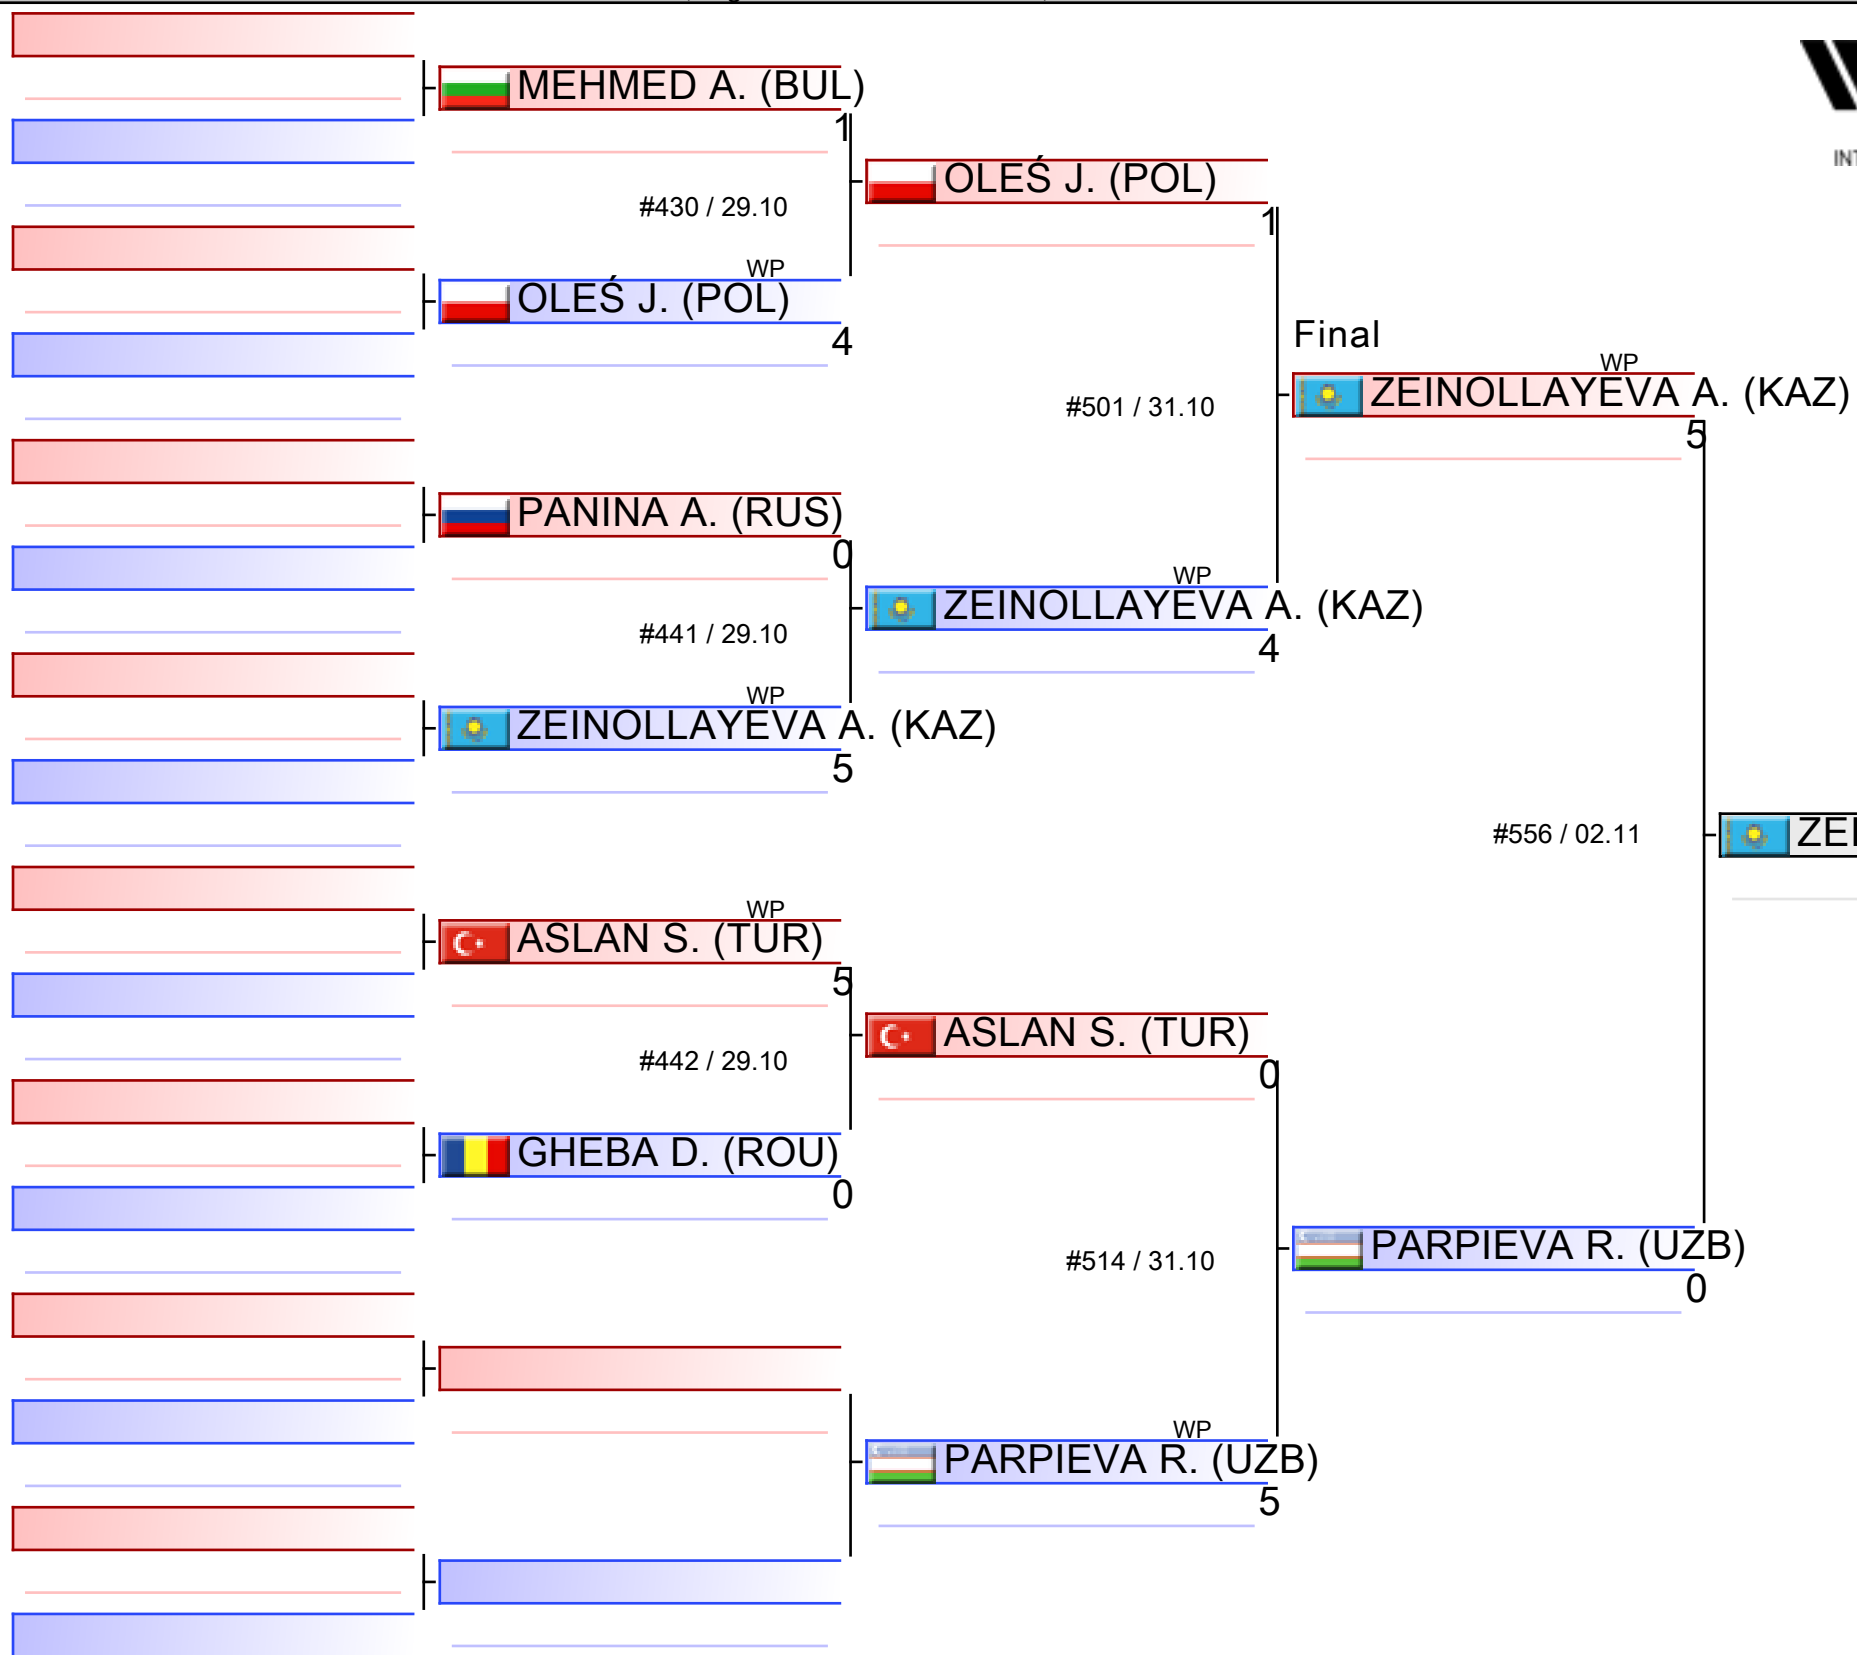 MEHMED A. (BUL)
1
#430 / 29.10
WP
OLEŚ J. (POL)
4
PANINA A. (RUS)
0
#441 / 29.10
WP
ZEINOLLAYEVA A. (KAZ)
5
WP
ASLAN S. (TUR)
5
#442 / 29.10
GHEBA D. (ROU)
0
OLEŚ J. (POL)
1
#501 / 31.10
WP
ZEINOLLAYEVA A. (KAZ)
4
ASLAN S. (TUR)
0
#514 / 31.10
WP
PARPIEVA R. (UZB)
5
Final
WP
ZEINOLLAYEVA A. (KAZ)
5
#556 / 02.11
PARPIEVA R. (UZB)
0